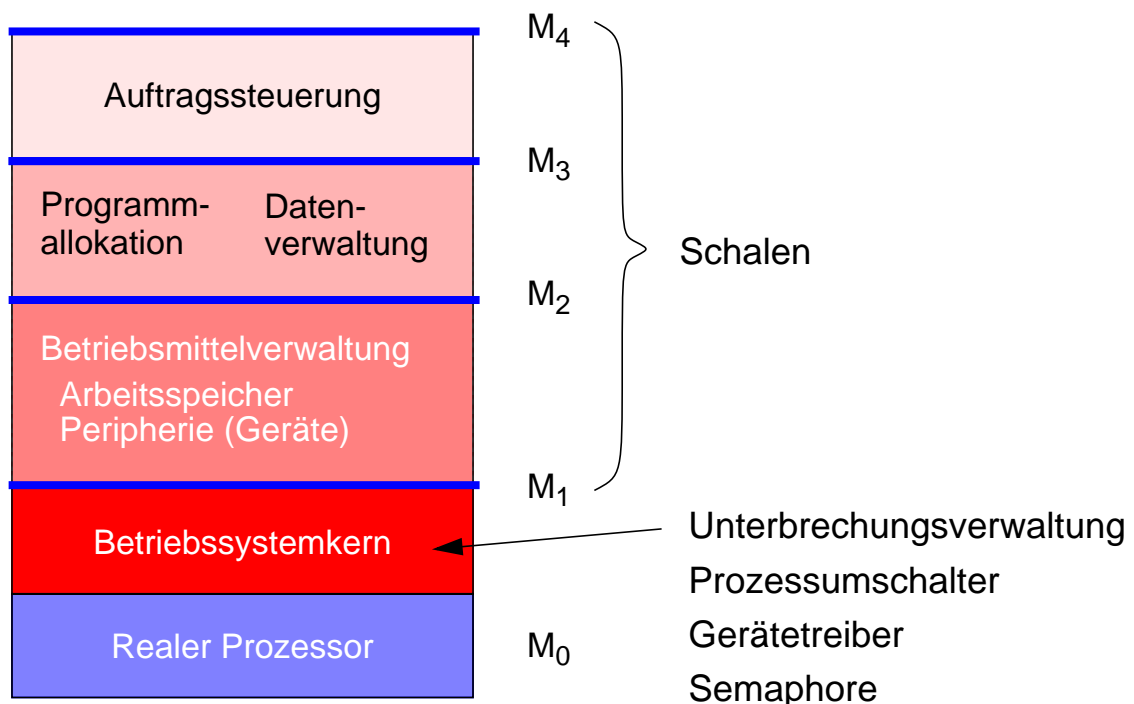 M4
Auftragssteuerung
M3
Programm-
allokation
Daten-
verwaltung
Schalen
M2
Betriebsmittelverwaltung
Arbeitsspeicher
Peripherie (Geräte)
M1
Betriebssystemkern
Unterbrechungsverwaltung
Prozessumschalter
Gerätetreiber
Semaphore
Realer Prozessor
M0